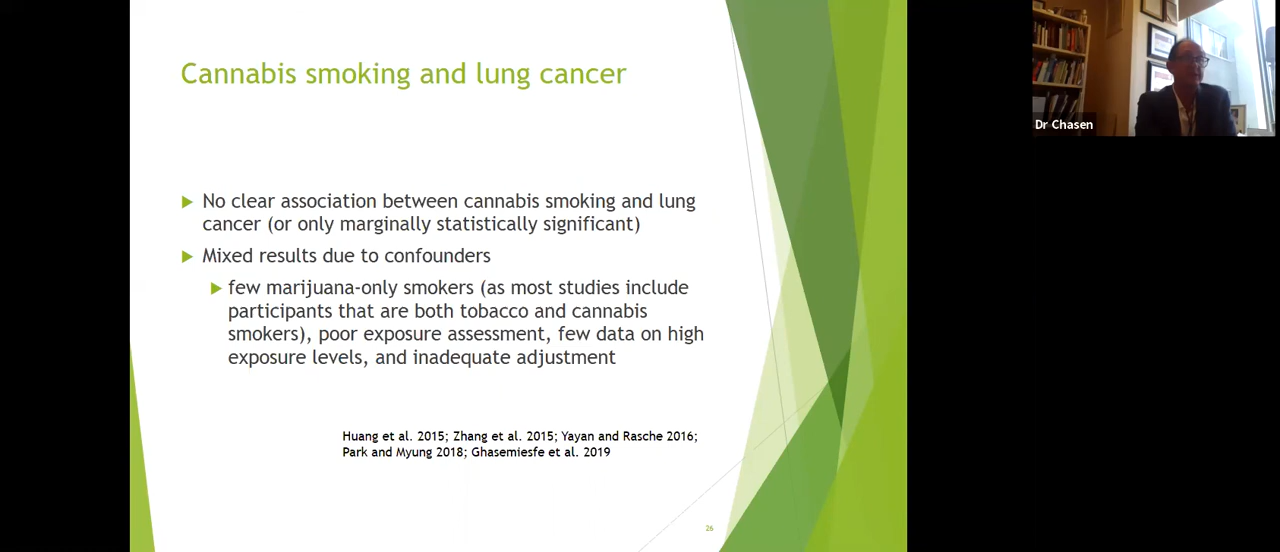 Cannabis smoking and lung cancer
No clear association between cannabis smoking and lung
cancer (or only marginally statistically significant)
Mixed results due to confounders
few marijuana-only smokers (as most studies include
participants that are both tobacco and cannabis
smokers), poor exposure assessment, few data on high
exposure levels, and inadequate adjustment
Huang et al. 2015; Zhang et al. 2015; Yayan and Rasche 2016;
Park and Myung 2018; Ghasemiesfe et al. 2019
26
Dr Chasen